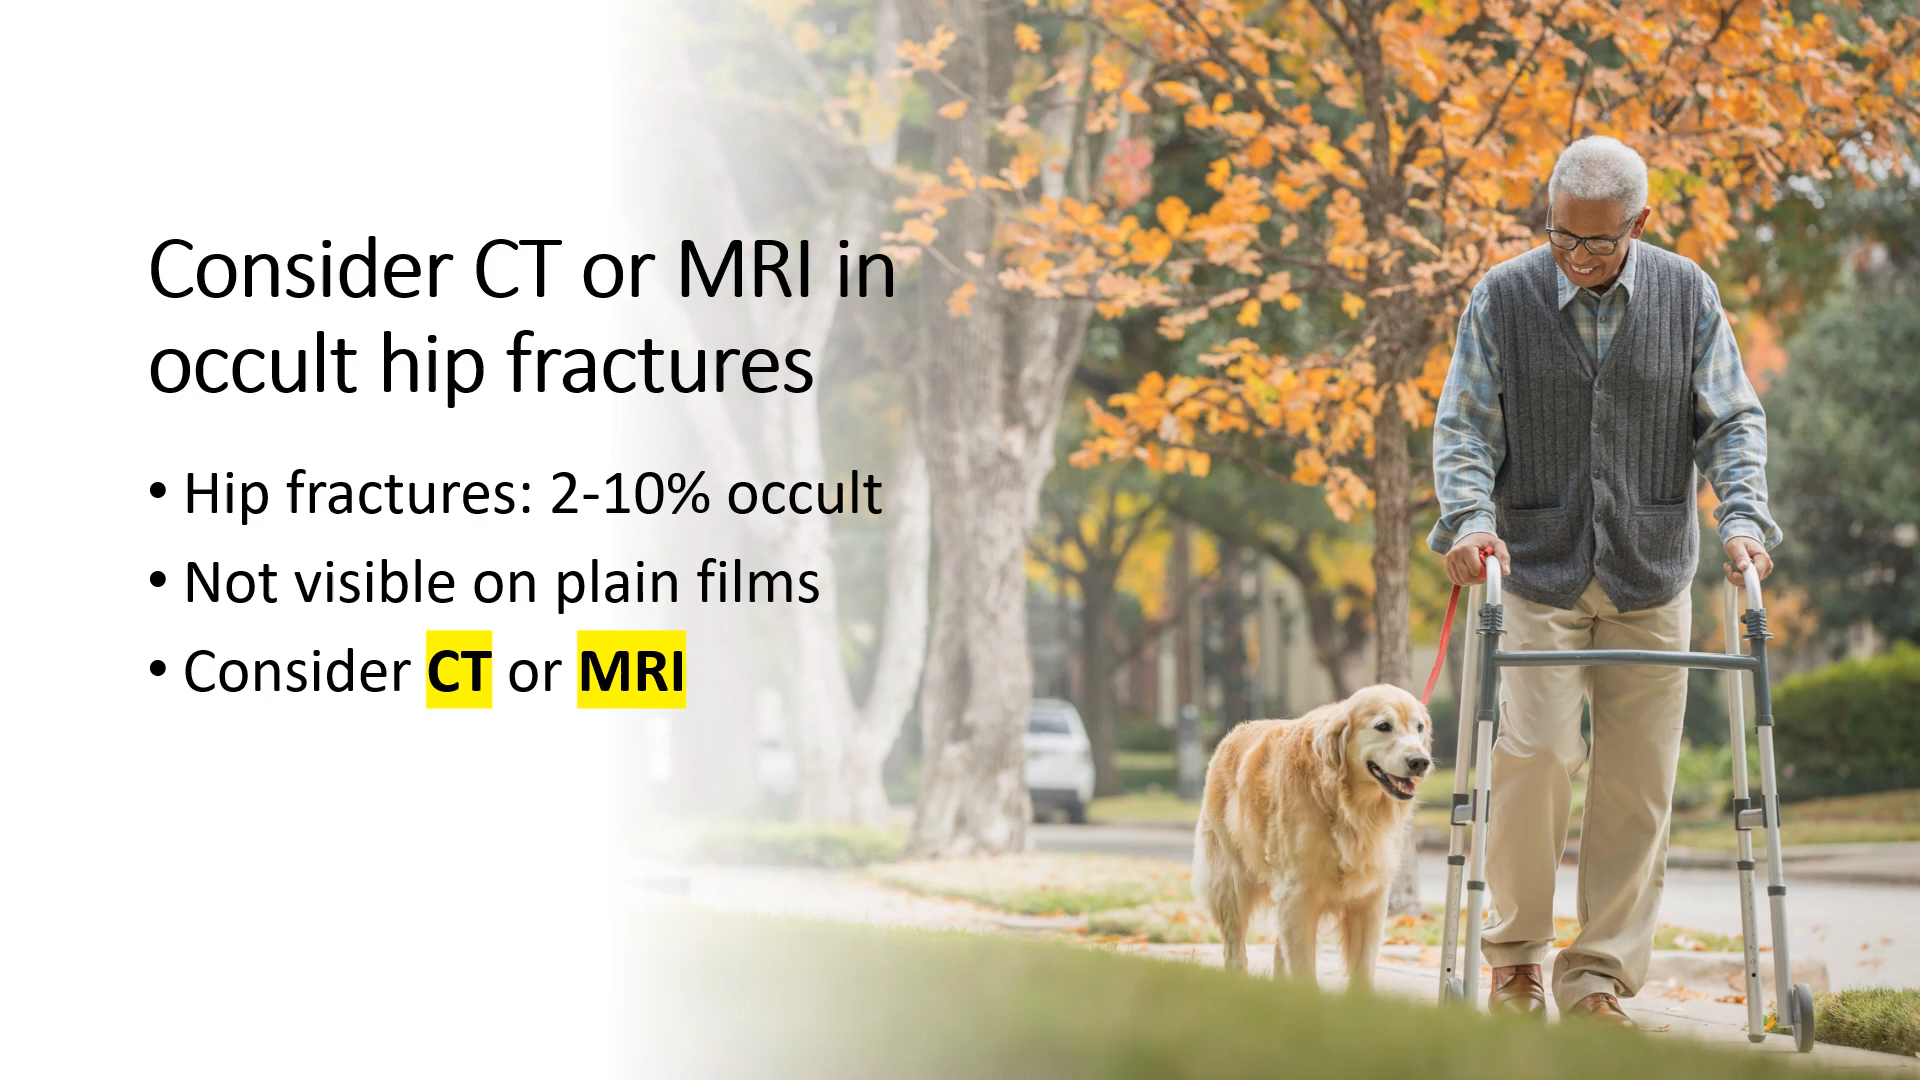 Consider CT or MRI in
occult hip fractures
• Hip fractures: 2-10% occult
• Not visible on plain films
• Consider CT or MRI